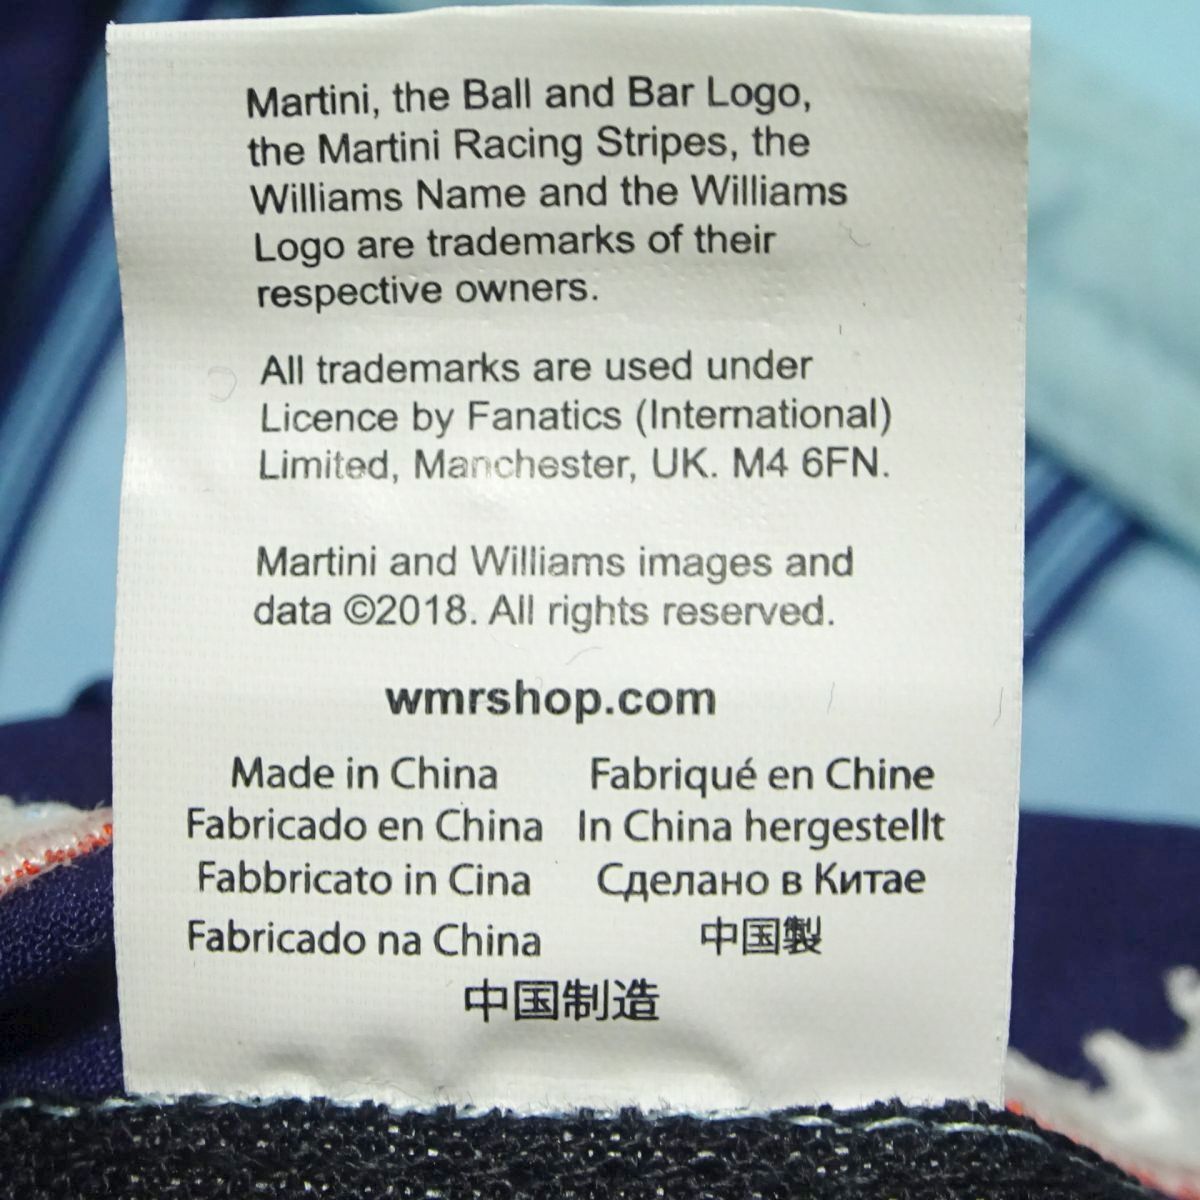 Martini, the Ball and Bar Logo,
the Martini Racing Stripes, the
Williams Name and the Williams
Logo are trademarks of their
respective owners.
All trademarks are used under
Licence by Fanatics (International)
Limited, Manchester, UK. M4 6FN.
Martini and Williams images and
data ©2018. All rights reserved.
wmrshop.com
Made in China Fabriqué en Chine
Fabricado en China In China hergestellt
Fabbricato in Cina Сделано в Китае
Fabricado na China 中国製
中国制造